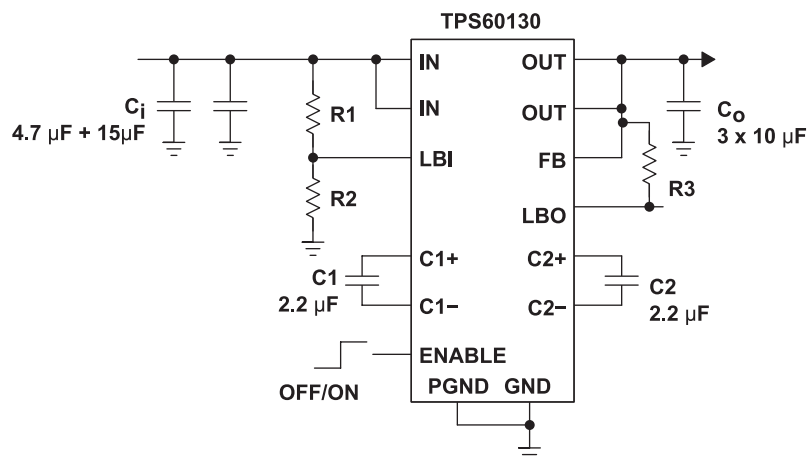 TPS60130
IN
OUT
Ci
4.7 μF + 15μF
R1
IN
OUT
Co
3 x 10 μF
LBI
FB
R2
R3
LBO
C1
2.2 μF
C1+
C2+
C2
2.2 μF
C1−
C2−
ENABLE
OFF/ON
PGND GND